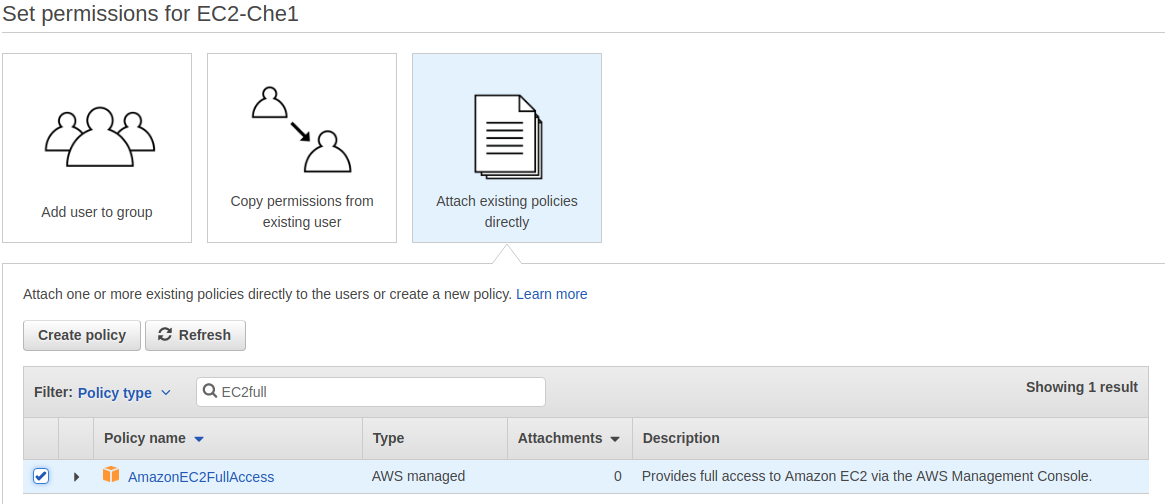 Set permissions for EC2-Che1
Add user to group
Copy permissions from
existing user
Attach existing policies
directly
Attach one or more existing policies directly to the users or create a new policy. Learn more
Create policy
Refresh
Filter: Policy type
EC2full
Showing 1 result
Policy name
Type
Attachments
Description
AmazonEC2FullAccess
AWS managed
0
Provides full access to Amazon EC2 via the AWS Management Console.